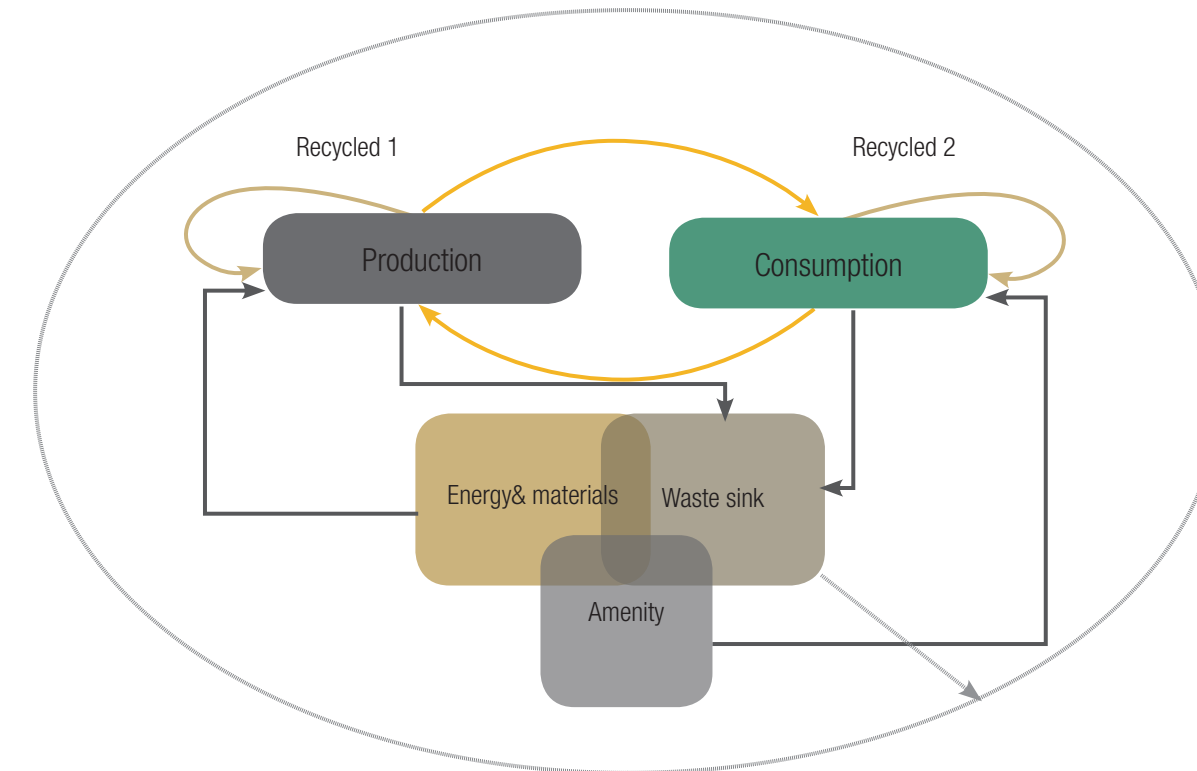 Recycled 1
Recycled 2
Production
Consumption
Energy& materials
Waste sink
Amenity